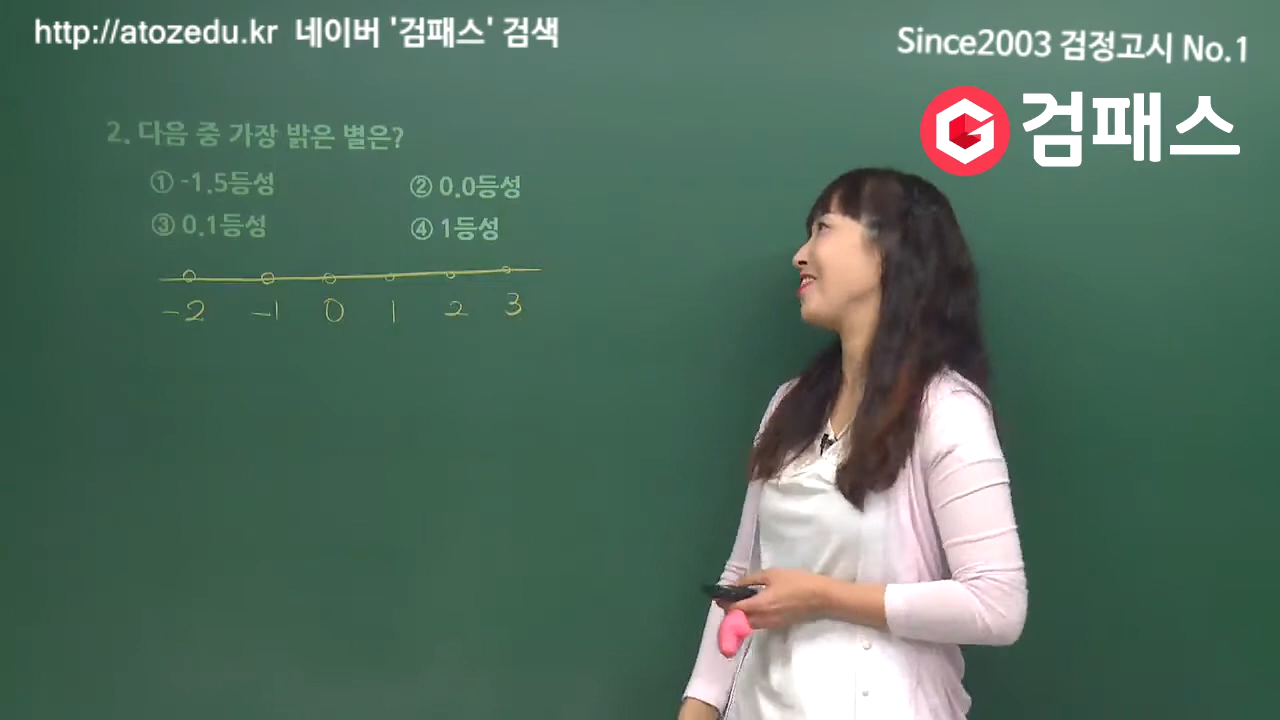 http://atozedu.kr 네이버 '검패스' 검색
Since2003 검정고시 No.1
검패스
2. 다음 중 가장 밝은 별은?
① -1.5등성 ② 0.0등성
③ 0.1등성 ④ 1등성
-2 -1 0 1 2 3